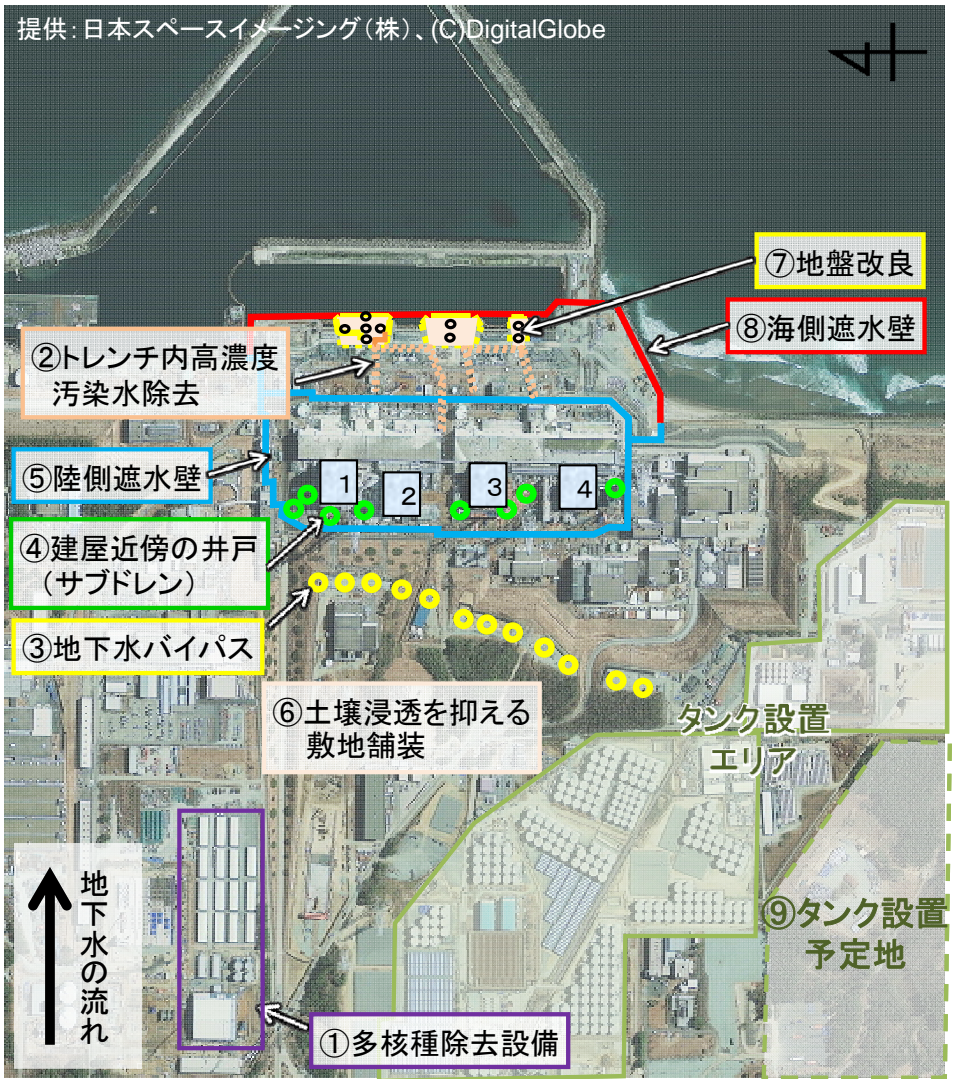 提供:日本スペースイメージング(株)、(C)DigitalGlobe
⑦地盤改良
⑧海側遮水壁
②トレンチ内高濃度
汚染水除去
⑤陸側遮水壁
1
2
3
4
④建屋近傍の井戸
(サブドレン)
③地下水バイパス
⑥土壌浸透を抑える
敷地舗装
タンク設置
エリア
⑨タンク設置
予定地
地下水の流れ
①多核種除去設備